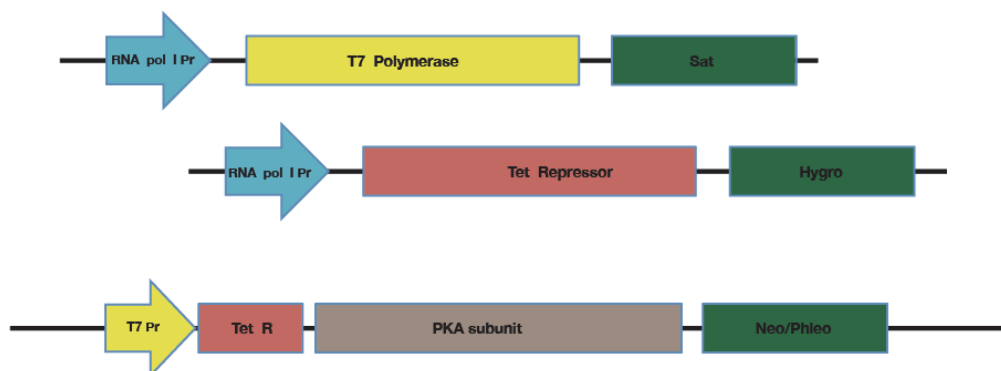 RNA pol I Pr
T7 Polymerase
Sat
RNA pol I Pr
Tet Repressor
Hygro
T7 Pr
Tet R
PKA subunit
Neo/Phleo